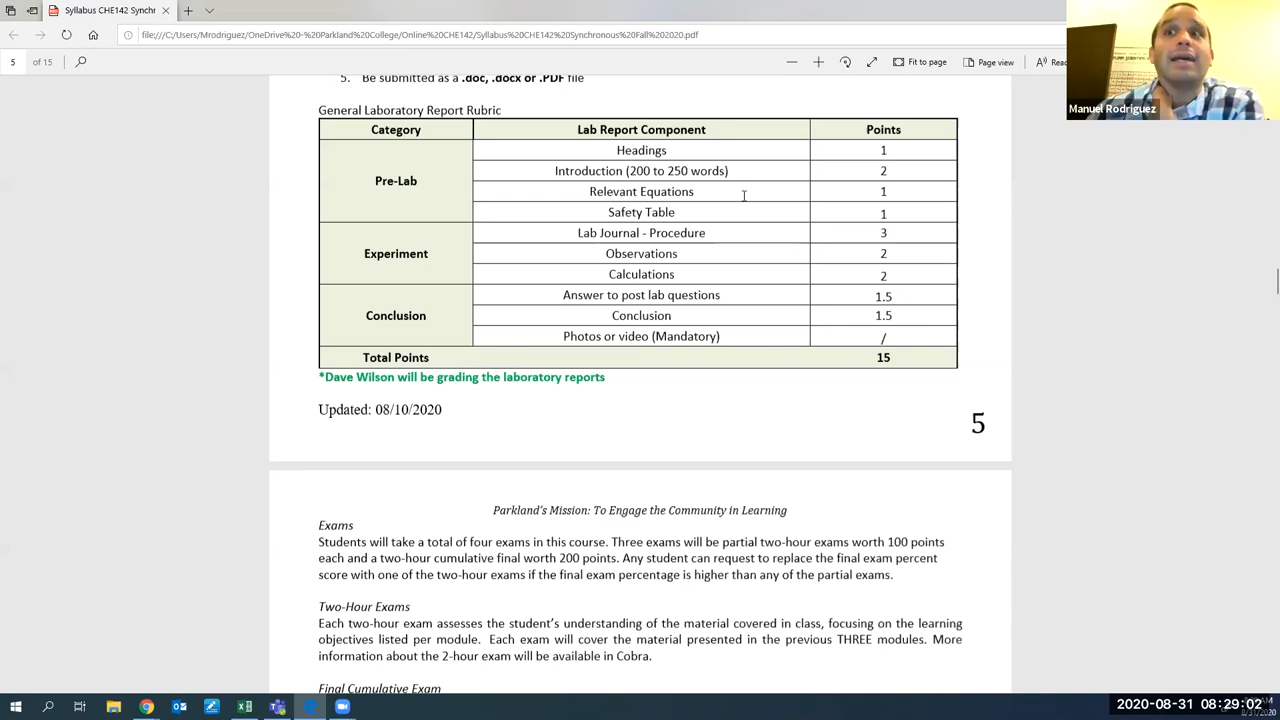 Syllabus CHE142 Synchr
file:///C:/Users/Mrodriguez/OneDrive%20-%20Parkland%20College/Online%20CHE142/Syllabus%20CHE142%20Synchronous%20Fall%202020.pdf
5 of 15
Fit to page
Page view
Manuel Rodriguez
5. Be submitted as a .doc, .docx or .PDF file
General Laboratory Report Rubric
Category Lab Report Component Points
Pre-Lab
Headings 1
Introduction (200 to 250 words) 2
Relevant Equations 1
Safety Table 1
Experiment
Lab Journal - Procedure 3
Observations 2
Calculations 2
Conclusion
Answer to post lab questions 1.5
Conclusion 1.5
Photos or video (Mandatory) /
Total Points 15
*Dave Wilson will be grading the laboratory reports
Updated: 08/10/2020
5
Parkland's Mission: To Engage the Community in Learning
Exams
Students will take a total of four exams in this course. Three exams will be partial two-hour exams worth 100 points
each and a two-hour cumulative final worth 200 points. Any student can request to replace the final exam percent
score with one of the two-hour exams if the final exam percentage is higher than any of the partial exams.
Two-Hour Exams
Each two-hour exam assesses the student's understanding of the material covered in class, focusing on the learning
objectives listed per module. Each exam will cover the material presented in the previous THREE modules. More
information about the 2-hour exam will be available in Cobra.
Final Cumulative Exam
2020-08-31 08:29:02